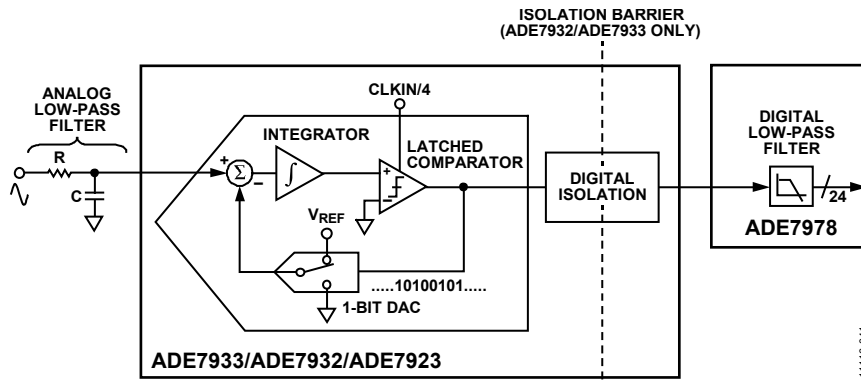 ISOLATION BARRIER
(ADE7932/ADE7933 ONLY)
ANALOG
LOW-PASS
FILTER
R
C
CLKIN/4
INTEGRATOR
LATCHED
COMPARATOR
+
Σ
–
∫
+
–
VREF
.....10100101.....
1-BIT DAC
DIGITAL
ISOLATION
DIGITAL
LOW-PASS
FILTER
24
ADE7978
ADE7933/ADE7932/ADE7923